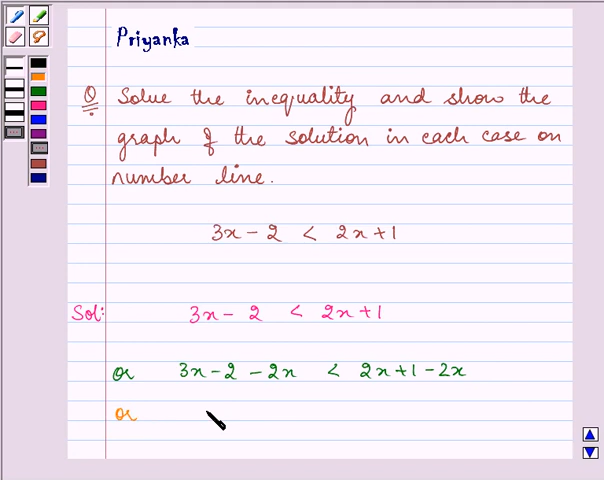 Priyanka
Q Solve the inequality and show the
graph of the solution in each case on
number line.
3x - 2 < 2x + 1
Sol: 3x - 2 < 2x + 1
or 3x - 2 - 2x < 2x + 1 - 2x
or